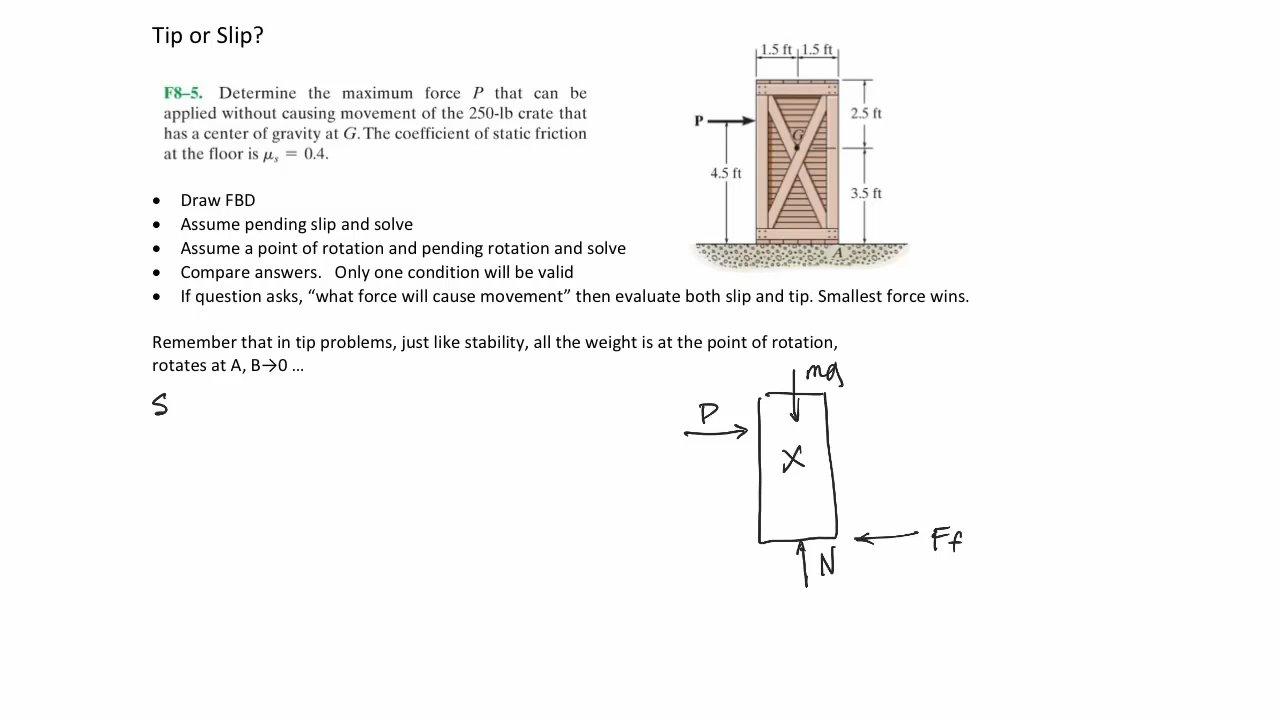 Tip or Slip?
F8–5. Determine the maximum force P that can be
applied without causing movement of the 250-lb crate that
has a center of gravity at G. The coefficient of static friction
at the floor is μs = 0.4.
1.5 ft 1.5 ft
P
G
2.5 ft
4.5 ft
3.5 ft
A
• Draw FBD
• Assume pending slip and solve
• Assume a point of rotation and pending rotation and solve
• Compare answers. Only one condition will be valid
• If question asks, “what force will cause movement” then evaluate both slip and tip. Smallest force wins.
Remember that in tip problems, just like stability, all the weight is at the point of rotation,
rotates at A, B→0 …
S
mg
P
X
N
Ff